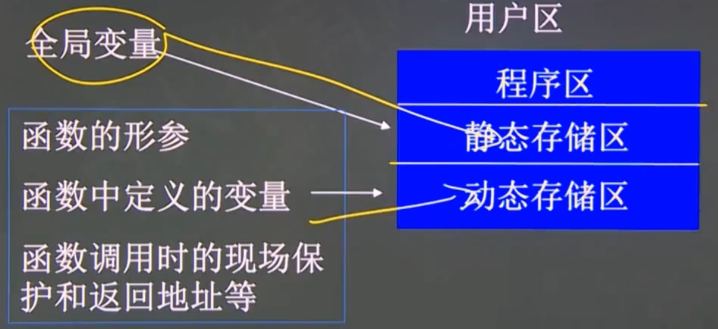 用户区
全局变量
程序区
函数的形参
静态存储区
函数中定义的变量
动态存储区
函数调用时的现场保
护和返回地址等